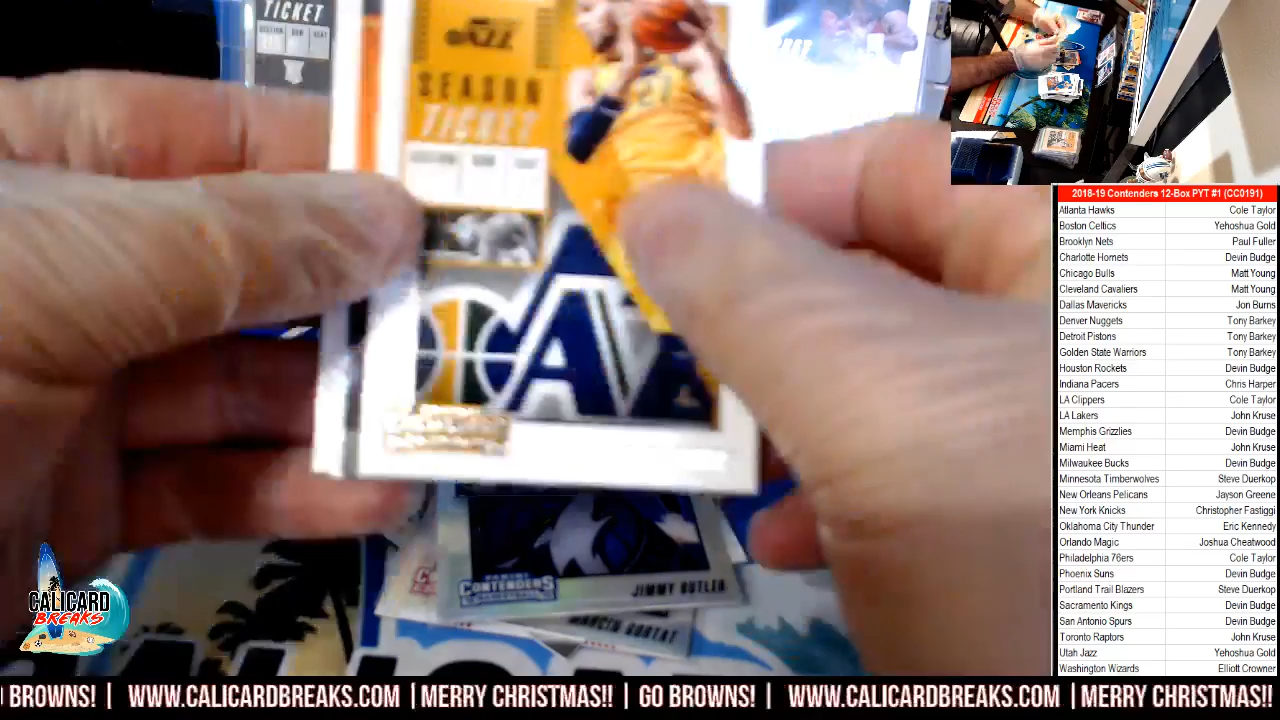 TICKET
JAZZ
SEASON
TICKET
PANINI
CONTENDERS
BASKETBALL
JIMMY BUTLER
MARCIN GORTAT
CALICARD
BREAKS
2018-19 Contenders 12-Box PYT #1 (CC0191)
Atlanta Hawks Cole Taylor
Boston Celtics Yehoshua Gold
Brooklyn Nets Paul Fuller
Charlotte Hornets Devin Budge
Chicago Bulls Matt Young
Cleveland Cavaliers Matt Young
Dallas Mavericks Jon Burns
Denver Nuggets Tony Barkey
Detroit Pistons Tony Barkey
Golden State Warriors Tony Barkey
Houston Rockets Devin Budge
Indiana Pacers Chris Harper
LA Clippers Cole Taylor
LA Lakers John Kruse
Memphis Grizzlies Devin Budge
Miami Heat John Kruse
Milwaukee Bucks Devin Budge
Minnesota Timberwolves Steve Duerkop
New Orleans Pelicans Jayson Greene
New York Knicks Christopher Fastiggi
Oklahoma City Thunder Eric Kennedy
Orlando Magic Joshua Cheatwood
Philadelphia 76ers Cole Taylor
Phoenix Suns Devin Budge
Portland Trail Blazers Steve Duerkop
Sacramento Kings Devin Budge
San Antonio Spurs Devin Budge
Toronto Raptors John Kruse
Utah Jazz Yehoshua Gold
Washington Wizards Elliott Crowner
BROWNS! | WWW.CALICARDBREAKS.COM | MERRY CHRISTMAS!! | GO BROWNS! | WWW.CALICARDBREAKS.COM | MERRY CHRISTMAS!!